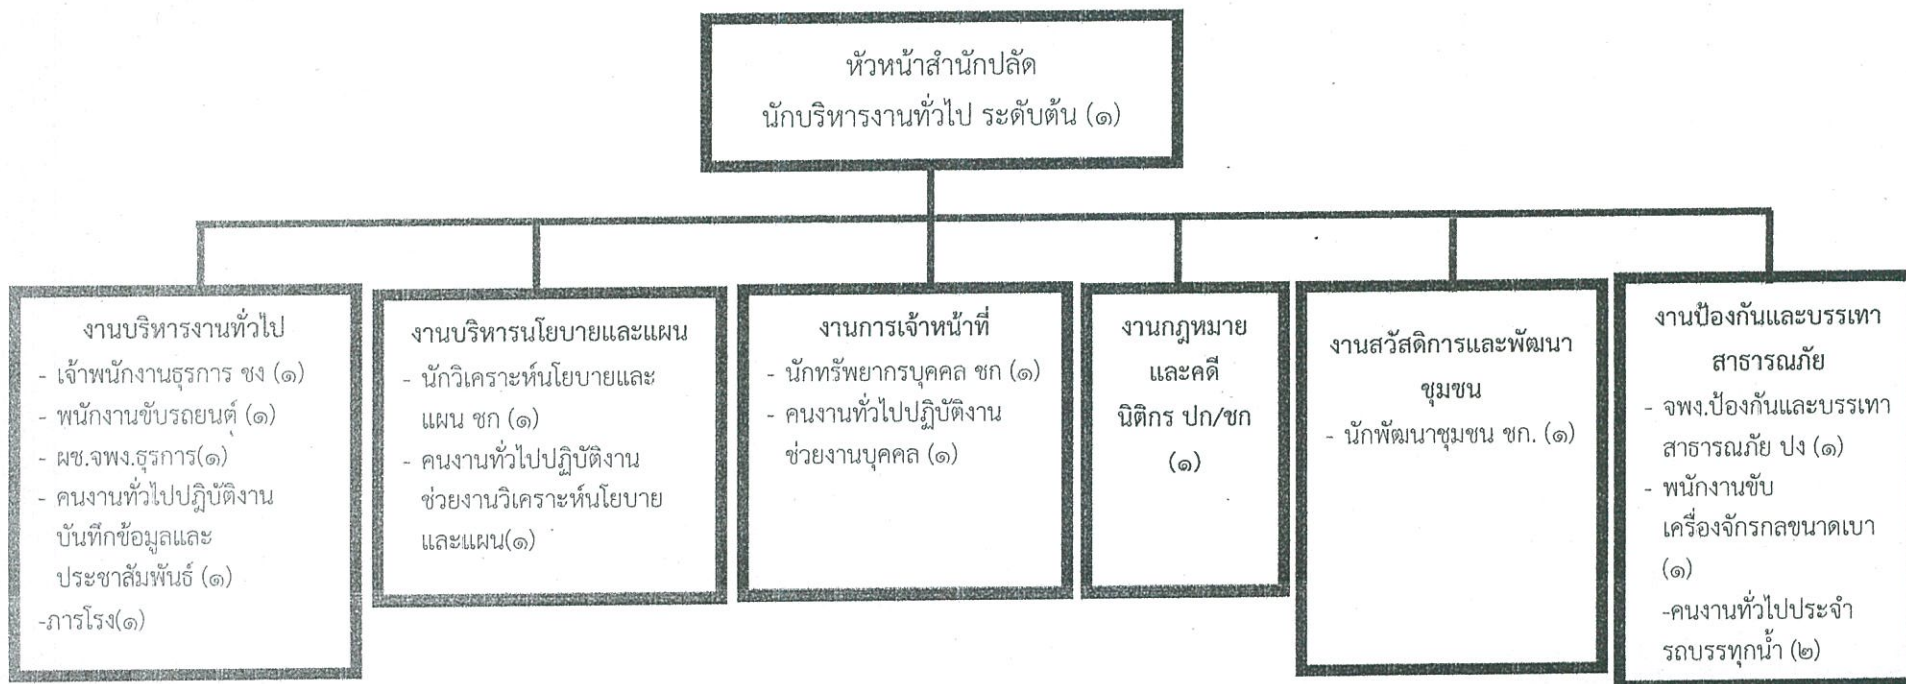 หัวหน้าสำนักปลัด
นักบริหารงานทั่วไป ระดับต้น (๑)
งานบริหารงานทั่วไป
- เจ้าพนักงานธุรการ ชง (๑)
- พนักงานขับรถยนต์ (๑)
- ผช.จพง.ธุรการ(๑)
- คนงานทั่วไปปฏิบัติงาน
บันทึกข้อมูลและ
ประชาสัมพันธ์ (๑)
-ภารโรง(๑)
งานบริหารนโยบายและแผน
- นักวิเคราะห์นโยบายและ
แผน ชก (๑)
- คนงานทั่วไปปฏิบัติงาน
ช่วยงานวิเคราะห์นโยบาย
และแผน(๑)
งานการเจ้าหน้าที่
- นักทรัพยากรบุคคล ชก (๑)
- คนงานทั่วไปปฏิบัติงาน
ช่วยงานบุคคล (๑)
งานกฎหมาย
และคดี
นิติกร ปก/ชก
(๑)
งานสวัสดิการและพัฒนา
ชุมชน
- นักพัฒนาชุมชน ชก. (๑)
งานป้องกันและบรรเทา
สาธารณภัย
- จพง.ป้องกันและบรรเทา
สาธารณภัย ปง (๑)
- พนักงานขับ
เครื่องจักรกลขนาดเบา
(๑)
-คนงานทั่วไปประจำ
รถบรรทุกน้ำ (๒)